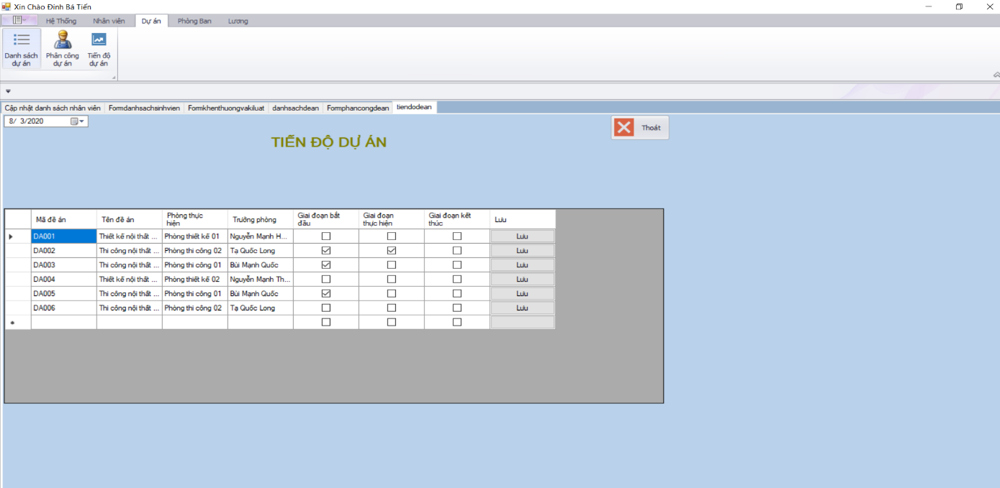 Xin Chào Đinh Bá Tiến
Hệ Thống Nhân viên Dự án Phòng Ban Lương
Danh sách dự án Phân công dự án Tiến độ dự án
Cập nhật danh sách nhân viên Formdanhsachsinhvien Fomkhenthuongvakiluat danhsachdean Fomphancongdean tiendodean
8/ 3/2020
Thoát
TIẾN ĐỘ DỰ ÁN
Mã đề án Tên đề án Phòng thực hiện Trưởng phòng Giai đoạn bắt đầu Giai đoạn thực hiện Giai đoạn kết thúc Lưu
DA001 Thiết kế nội thất ... Phòng thiết kế 01 Nguyễn Mạnh H... Lưu
DA002 Thi công nội thất ... Phòng thi công 02 Tạ Quốc Long Lưu
DA003 Thi công nội thất ... Phòng thi công 01 Bùi Mạnh Quốc Lưu
DA004 Thiết kế nội thất ... Phòng thiết kế 02 Nguyễn Mạnh Th... Lưu
DA005 Thi công nội thất ... Phòng thi công 01 Bùi Mạnh Quốc Lưu
DA006 Thi công nội thất ... Phòng thi công 02 Tạ Quốc Long Lưu